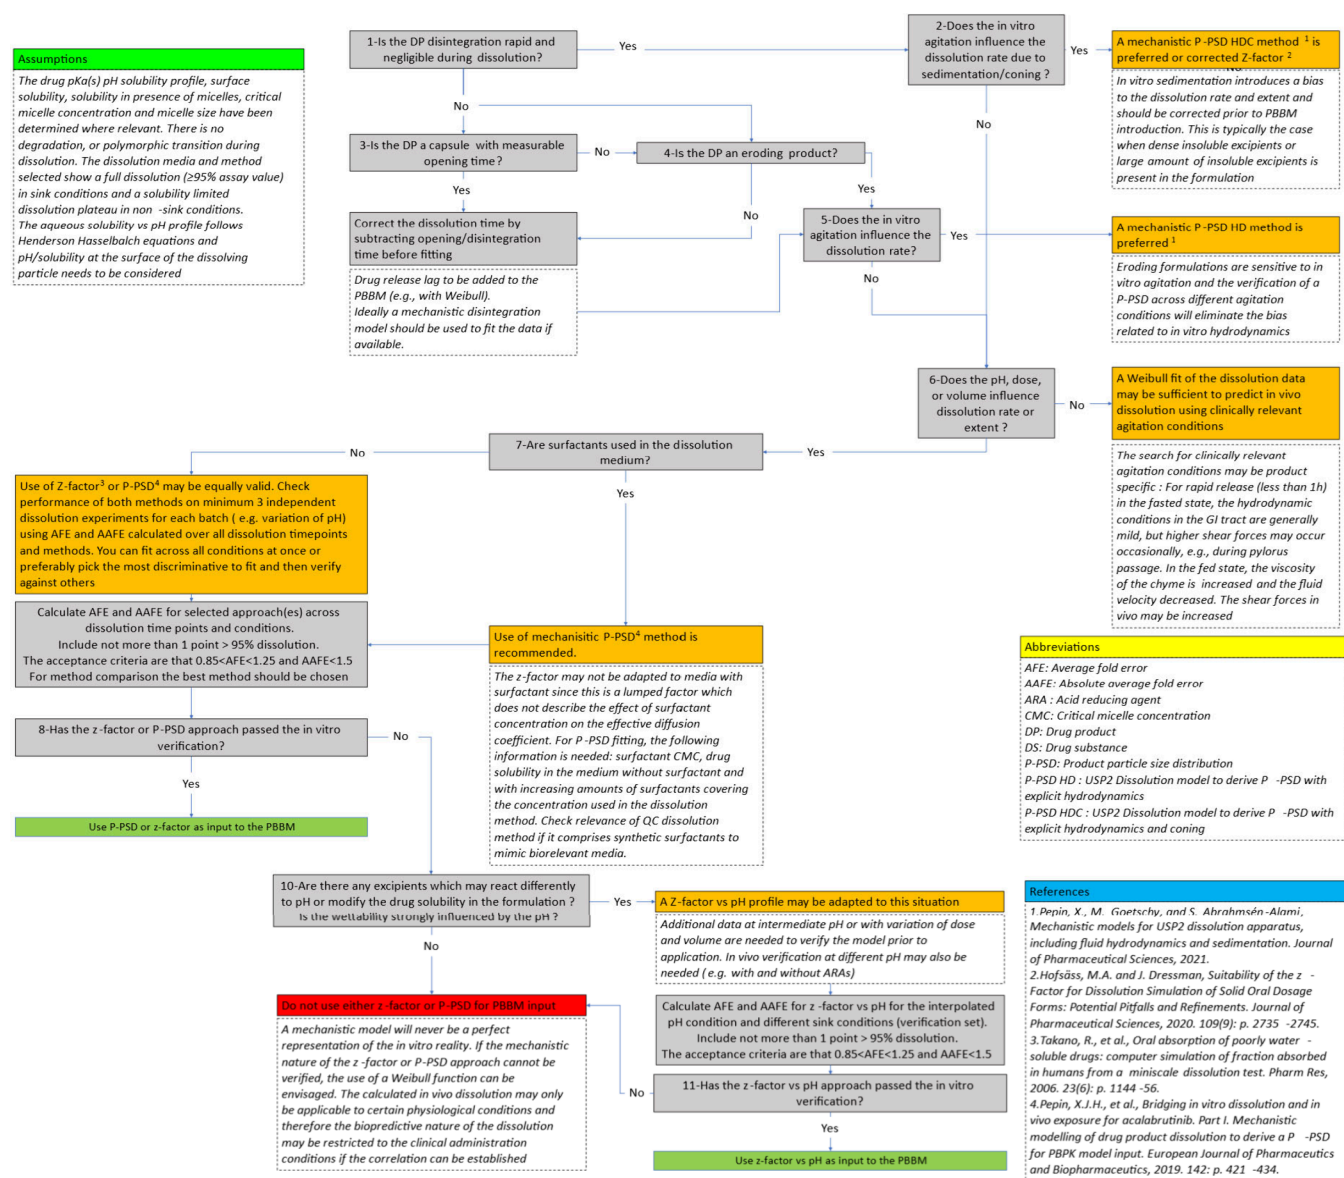 Assumptions
The drug pKa(s) pH solubility profile, surface
solubility, solubility in presence of micelles, critical
micelle concentration and micelle size have been
determined where relevant. There is no
degradation, or polymorphic transition during
dissolution. The dissolution media and method
selected show a full dissolution (≥95% assay value)
in sink conditions and a solubility limited
dissolution plateau in non -sink conditions.
The aqueous solubility vs pH profile follows
Henderson Hasselbalch equations and
pH/solubility at the surface of the dissolving
particle needs to be considered
1-Is the DP disintegration rapid and
negligible during dissolution?
Yes
2-Does the in vitro
agitation influence the
dissolution rate due to
sedimentation/coning ?
Yes
A mechanistic P -PSD HDC method 1 is
preferred or corrected Z-factor 2
No
In vitro sedimentation introduces a bias
to the dissolution rate and extent and
should be corrected prior to PBBM
introduction. This is typically the case
when dense insoluble excipients or
large amount of insoluble excipients is
present in the formulation
No
No
3-Is the DP a capsule with measurable
opening time?
No
4-Is the DP an eroding product?
Yes
Yes
No
Correct the dissolution time by
subtracting opening/disintegration
time before fitting
5-Does the in vitro
agitation influence the
dissolution rate?
Yes
A mechanistic P -PSD HD method is
preferred 1
Drug release lag to be added to the
PBBM (e.g., with Weibull).
Ideally a mechanistic disintegration
model should be used to fit the data if
available.
No
Eroding formulations are sensitive to in
vitro agitation and the verification of a
P-PSD across different agitation
conditions will eliminate the bias
related to in vitro hydrodynamics
6-Does the pH, dose,
or volume influence
dissolution rate or
extent ?
No
A Weibull fit of the dissolution data
may be sufficient to predict in vivo
dissolution using clinically relevant
agitation conditions
The search for clinically relevant
agitation conditions may be product
specific : For rapid release (less than 1h)
in the fasted state, the hydrodynamic
conditions in the GI tract are generally
mild, but higher shear forces may occur
occasionally, e.g., during pylorus
passage. In the fed state, the viscosity
of the chyme is increased and the fluid
velocity decreased. The shear forces in
vivo may be increased
Yes
7-Are surfactants used in the dissolution
medium?
No
Yes
Use of Z-factor3 or P-PSD4 may be equally valid. Check
performance of both methods on minimum 3 independent
dissolution experiments for each batch ( e.g. variation of pH)
using AFE and AAFE calculated over all dissolution timepoints
and methods. You can fit across all conditions at once or
preferably pick the most discriminative to fit and then verify
against others
Calculate AFE and AAFE for selected approach(es) across
dissolution time points and conditions.
Include not more than 1 point > 95% dissolution.
The acceptance criteria are that 0.85<AFE<1.25 and AAFE<1.5
For method comparison the best method should be chosen
Use of mechanisitic P-PSD4 method is
recommended.
The z-factor may not be adapted to media with
surfactant since this is a lumped factor which
does not describe the effect of surfactant
concentration on the effective diffusion
coefficient. For P -PSD fitting, the following
information is needed: surfactant CMC, drug
solubility in the medium without surfactant and
with increasing amounts of surfactants covering
the concentration used in the dissolution
method. Check relevance of QC dissolution
method if it comprises synthetic surfactants to
mimic biorelevant media.
8-Has the z -factor or P-PSD approach passed the in vitro
verification?
No
Yes
Use P-PSD or z-factor as input to the PBBM
Abbreviations
AFE: Average fold error
AAFE: Absolute average fold error
ARA : Acid reducing agent
CMC: Critical micelle concentration
DP: Drug product
DS: Drug substance
P-PSD: Product particle size distribution
P-PSD HD : USP2 Dissolution model to derive P -PSD with
explicit hydrodynamics
P-PSD HDC : USP2 Dissolution model to derive P -PSD with
explicit hydrodynamics and coning
10-Are there any excipients which may react differently
to pH or modify the drug solubility in the formulation ?
Is the wettability strongly influenced by the pH ?
Yes
A Z-factor vs pH profile may be adapted to this situation
Additional data at intermediate pH or with variation of dose
and volume are needed to verify the model prior to
application. In vivo verification at different pH may also be
needed ( e.g. with and without ARAs)
No
Do not use either z -factor or P-PSD for PBBM input
A mechanistic model will never be a perfect
representation of the in vitro reality. If the mechanistic
nature of the z -factor or P-PSD approach cannot be
verified, the use of a Weibull function can be
envisaged. The calculated in vivo dissolution may only
be applicable to certain physiological conditions and
therefore the biopredictive nature of the dissolution
may be restricted to the clinical administration
conditions if the correlation can be established
Calculate AFE and AAFE for z -factor vs pH for the interpolated
pH condition and different sink conditions (verification set).
Include not more than 1 point > 95% dissolution.
The acceptance criteria are that 0.85<AFE<1.25 and AAFE<1.5
No
11-Has the z-factor vs pH approach passed the in vitro
verification?
Yes
Use z-factor vs pH as input to the PBBM
References
1.Pepin, X., M. Goetschy, and S. Abrahmsén-Alami,
Mechanistic models for USP2 dissolution apparatus,
including fluid hydrodynamics and sedimentation. Journal
of Pharmaceutical Sciences, 2021.
2.Hofsäss, M.A. and J. Dressman, Suitability of the z -
Factor for Dissolution Simulation of Solid Oral Dosage
Forms: Potential Pitfalls and Refinements. Journal of
Pharmaceutical Sciences, 2020. 109(9): p. 2735 -2745.
3.Takano, R., et al., Oral absorption of poorly water -
soluble drugs: computer simulation of fraction absorbed
in humans from a miniscale dissolution test. Pharm Res,
2006. 23(6): p. 1144 -56.
4.Pepin, X.J.H., et al., Bridging in vitro dissolution and in
vivo exposure for acalabrutinib. Part I. Mechanistic
modelling of drug product dissolution to derive a P -PSD
for PBPK model input. European Journal of Pharmaceutics
and Biopharmaceutics, 2019. 142: p. 421 -434.